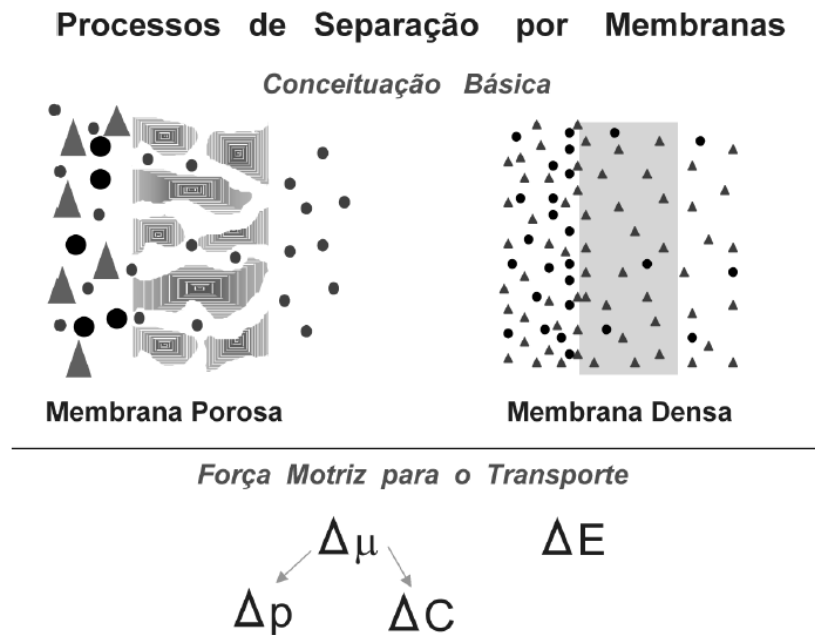 Processos de Separação por Membranas
Conceituação Básica
Membrana Porosa
Membrana Densa
Força Motriz para o Transporte
Δμ
ΔE
Δp
ΔC